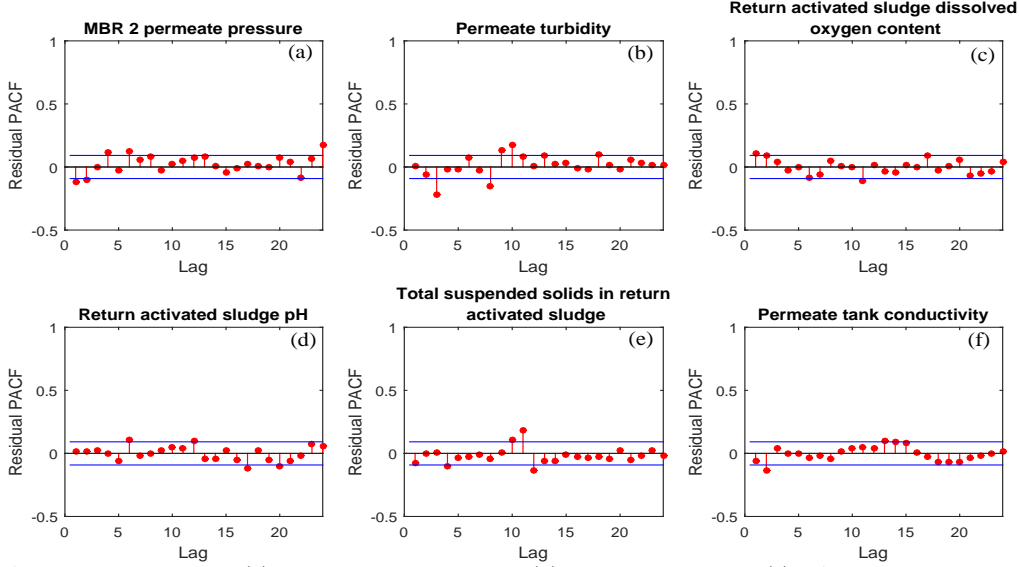 MBR 2 permeate pressure
(a)
1
0.5
0
-0.5
Residual PACF
0 5 10 15 20
Lag
Permeate turbidity
(b)
1
0.5
0
-0.5
Residual PACF
0 5 10 15 20
Lag
Return activated sludge dissolved
oxygen content
(c)
1
0.5
0
-0.5
Residual PACF
0 5 10 15 20
Lag
Return activated sludge pH
(d)
1
0.5
0
-0.5
Residual PACF
0 5 10 15 20
Lag
Total suspended solids in return
activated sludge
(e)
1
0.5
0
-0.5
Residual PACF
0 5 10 15 20
Lag
Permeate tank conductivity
(f)
1
0.5
0
-0.5
Residual PACF
0 5 10 15 20
Lag